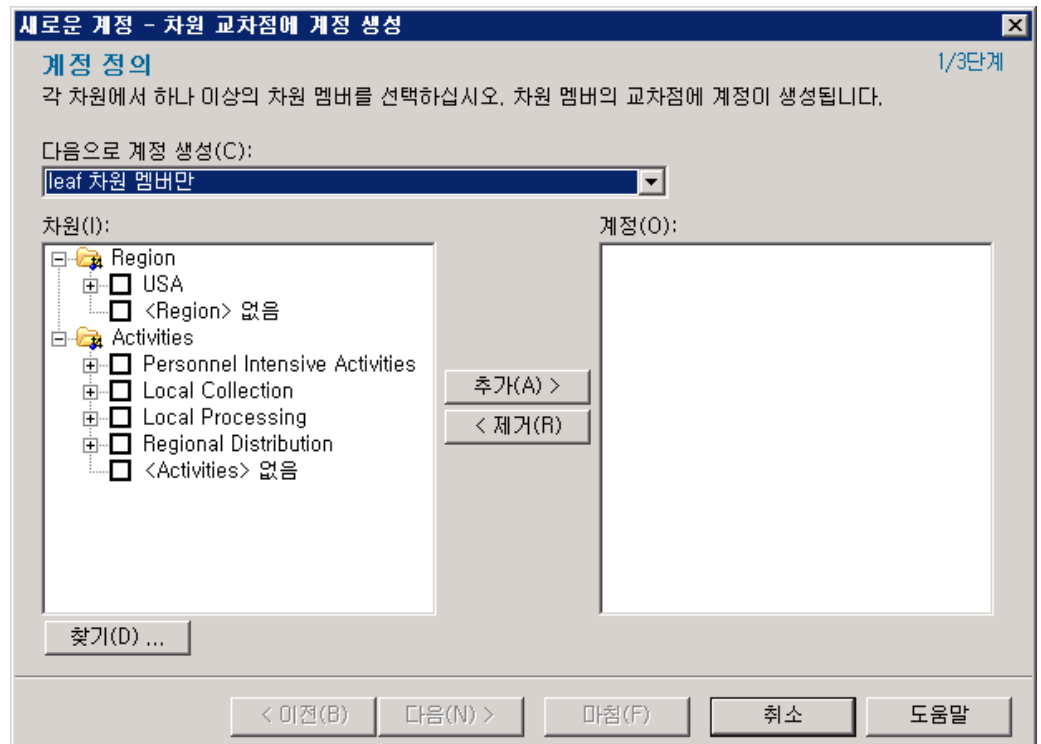 새로운 계정 - 차원 교차점에 계정 생성
계정 정의
1/3단계
각 차원에서 하나 이상의 차원 멤버를 선택하십시오. 차원 멤버의 교차점에 계정이 생성됩니다.
다음으로 계정 생성(C):
leaf 차원 멤버만
차원(I):
계정(O):
Region
USA
<Region> 없음
Activities
Personnel Intensive Activities
Local Collection
Local Processing
Regional Distribution
<Activities> 없음
추가(A) >
< 제거(R)
찾기(D) ...
< 이전(B)
다음(N) >
마침(F)
취소
도움말